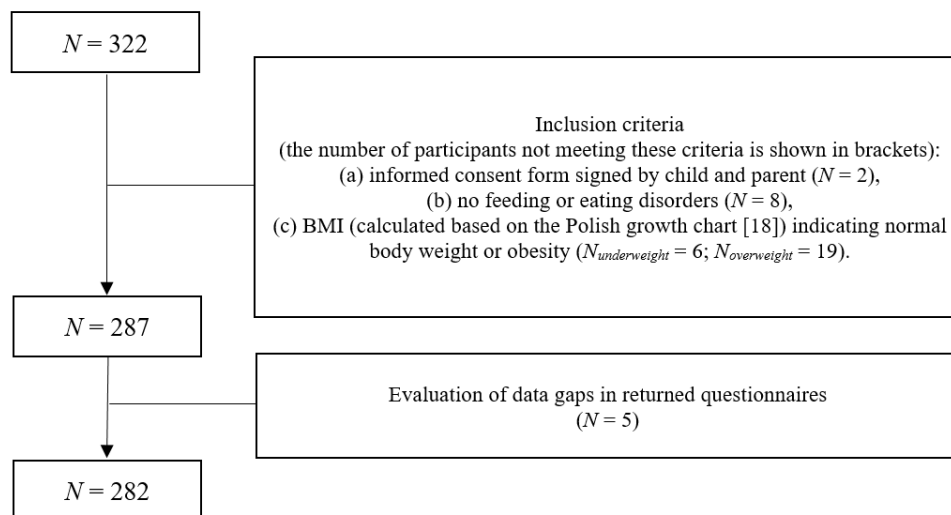 N = 322
Inclusion criteria
(the number of participants not meeting these criteria is shown in brackets):
(a) informed consent form signed by child and parent (N = 2),
(b) no feeding or eating disorders (N = 8),
(c) BMI (calculated based on the Polish growth chart [18]) indicating normal
body weight or obesity (Nunderweight = 6; Noverweight = 19).
N = 287
Evaluation of data gaps in returned questionnaires
(N = 5)
N = 282